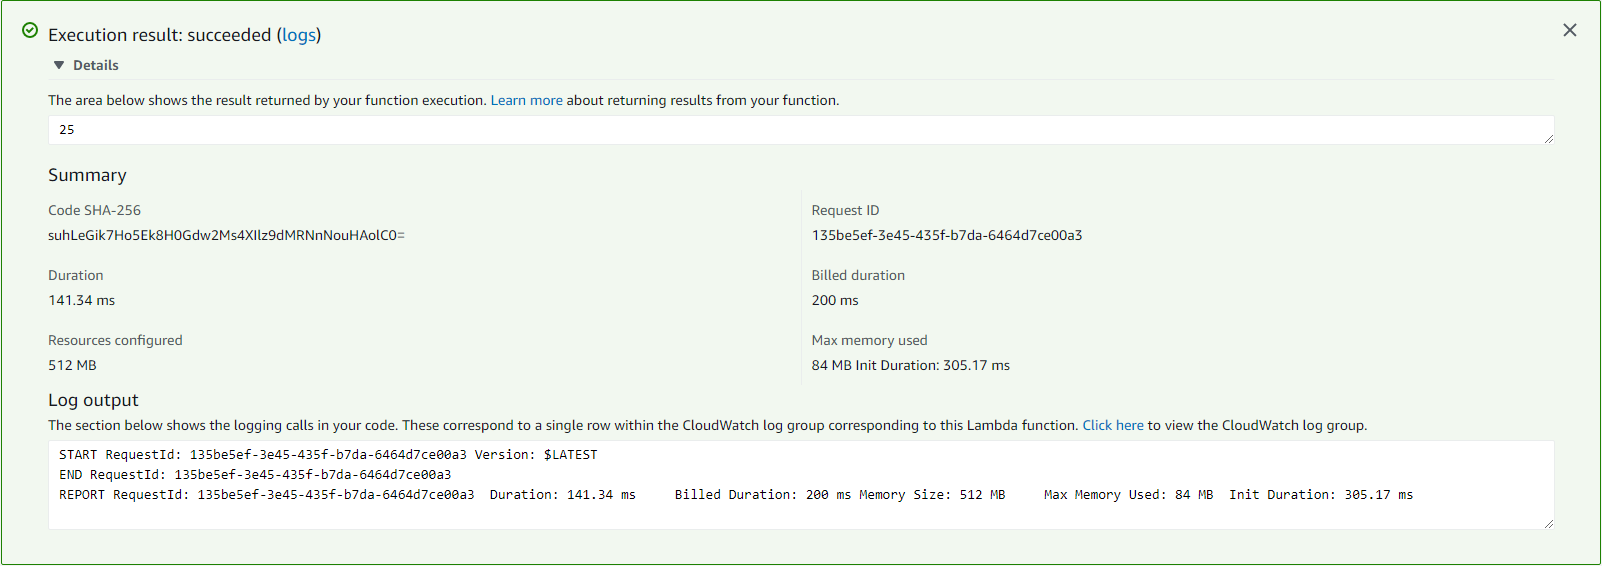 Execution result: succeeded (logs)
Details
The area below shows the result returned by your function execution. Learn more about returning results from your function.
25
Summary
Code SHA-256
suhLeGik7Ho5Ek8H0Gdw2Ms4XIlz9dMRNnNouHAolC0=
Request ID
135be5ef-3e45-435f-b7da-6464d7ce00a3
Duration
141.34 ms
Billed duration
200 ms
Resources configured
512 MB
Max memory used
84 MB Init Duration: 305.17 ms
Log output
The section below shows the logging calls in your code. These correspond to a single row within the CloudWatch log group corresponding to this Lambda function. Click here to view the CloudWatch log group.
START RequestId: 135be5ef-3e45-435f-b7da-6464d7ce00a3 Version: $LATEST
END RequestId: 135be5ef-3e45-435f-b7da-6464d7ce00a3
REPORT RequestId: 135be5ef-3e45-435f-b7da-6464d7ce00a3 Duration: 141.34 ms Billed Duration: 200 ms Memory Size: 512 MB Max Memory Used: 84 MB Init Duration: 305.17 ms